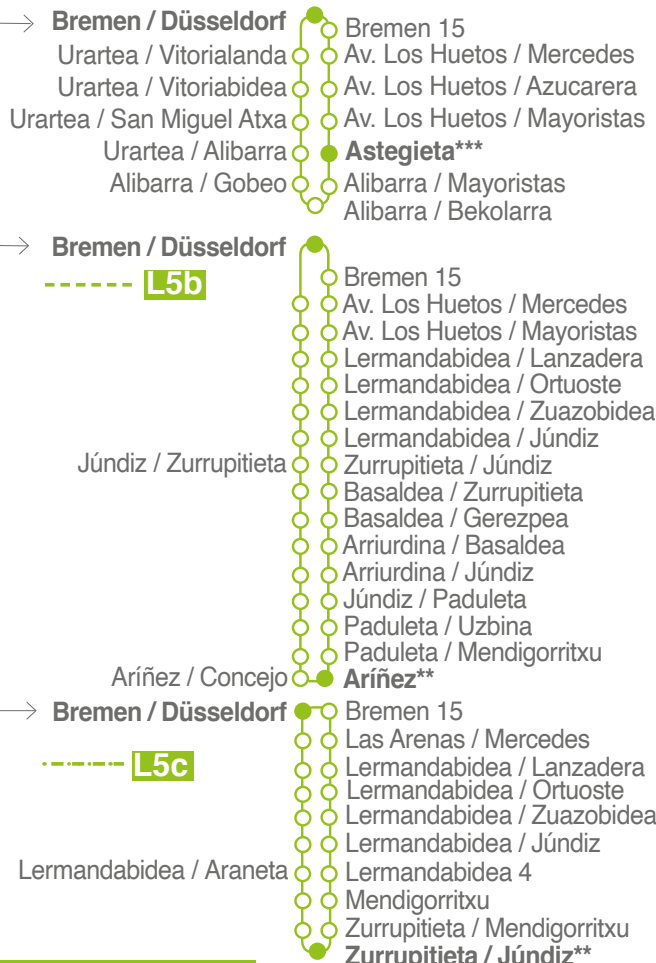 Bremen / Düsseldorf
Bremen 15
Urartea / Vitorialanda
Av. Los Huetos / Mercedes
Urartea / Vitoriabidea
Av. Los Huetos / Azucarera
Urartea / San Miguel Atxa
Av. Los Huetos / Mayoristas
Urartea / Alibarra
Astegieta***
Alibarra / Gobeo
Alibarra / Mayoristas
Alibarra / Bekolarra
Bremen / Düsseldorf
L5b
Bremen 15
Av. Los Huetos / Mercedes
Av. Los Huetos / Mayoristas
Lermandabidea / Lanzadera
Lermandabidea / Ortuoste
Lermandabidea / Zuazobidea
Lermandabidea / Júndiz
Júndiz / Zurrupitieta
Zurrupitieta / Júndiz
Basaldea / Zurrupitieta
Basaldea / Gerezpea
Arriurdina / Basaldea
Arriurdina / Júndiz
Júndiz / Paduleta
Paduleta / Uzbina
Paduleta / Mendigorritxu
Aríñez / Concejo
Aríñez**
Bremen / Düsseldorf
Bremen 15
L5c
Las Arenas / Mercedes
Lermandabidea / Lanzadera
Lermandabidea / Ortuoste
Lermandabidea / Zuazobidea
Lermandabidea / Júndiz
Lermandabidea / Araneta
Lermandabidea 4
Mendigorritxu
Zurrupitieta / Mendigorritxu
Zurrupitieta / Júndiz**